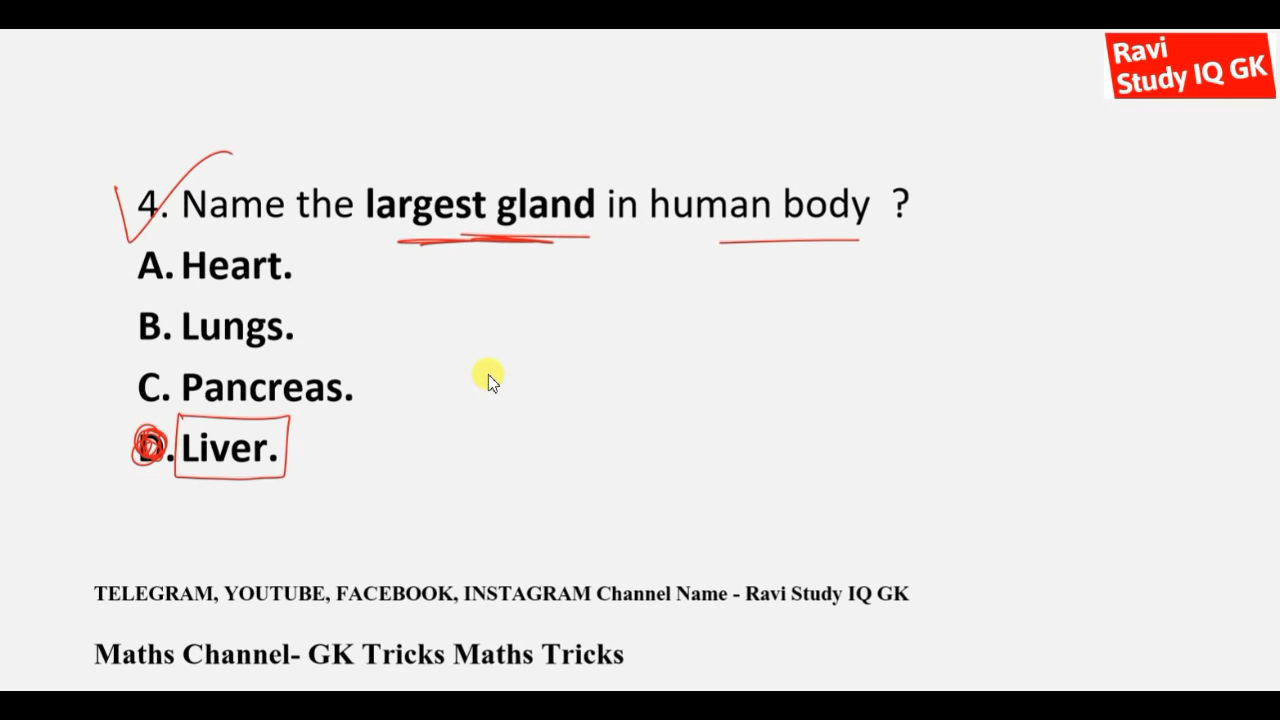 Ravi
Study IQ GK
4. Name the largest gland in human body ?
A. Heart.
B. Lungs.
C. Pancreas.
D. Liver.
TELEGRAM, YOUTUBE, FACEBOOK, INSTAGRAM Channel Name - Ravi Study IQ GK
Maths Channel- GK Tricks Maths Tricks